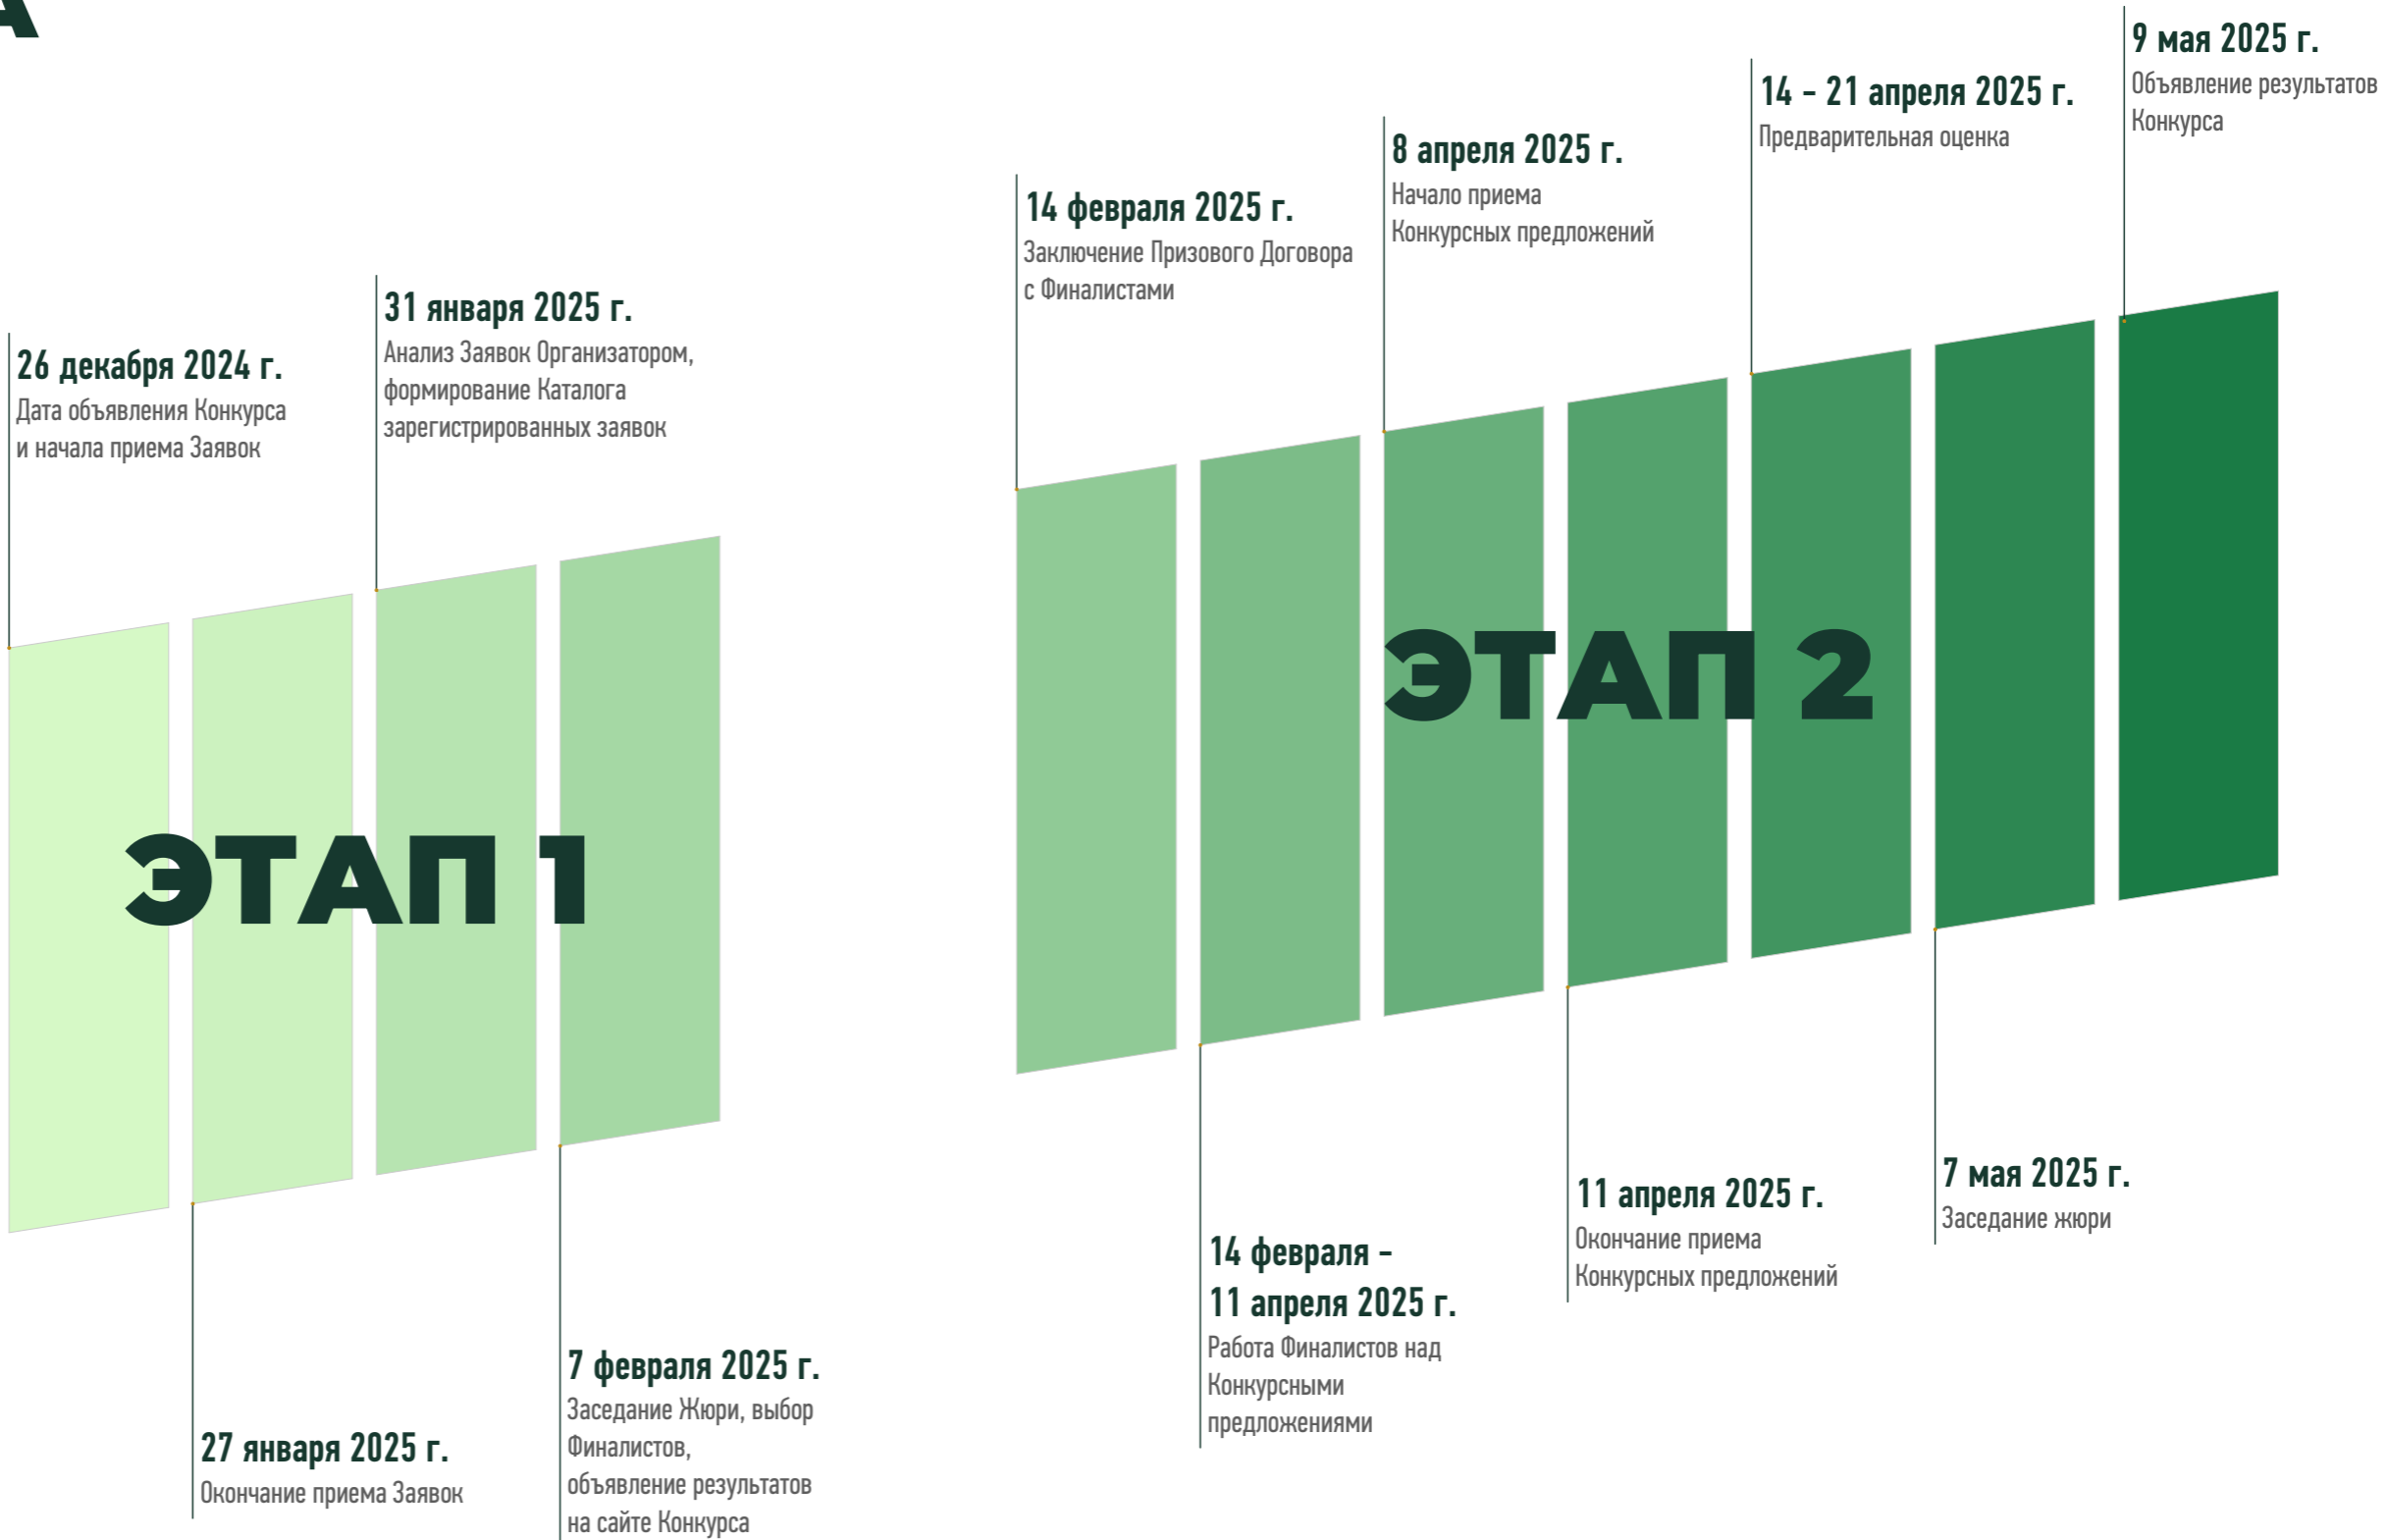 А
26 декабря 2024 г.
Дата объявления Конкурса
и начала приема Заявок
27 января 2025 г.
Окончание приема Заявок
31 января 2025 г.
Анализ Заявок Организатором,
формирование Каталога
зарегистрированных заявок
7 февраля 2025 г.
Заседание Жюри, выбор
Финалистов,
объявление результатов
на сайте Конкурса
ЭТАП 1
14 февраля 2025 г.
Заключение Призового Договора
с Финалистами
14 февраля -
11 апреля 2025 г.
Работа Финалистов над
Конкурсными
предложениями
8 апреля 2025 г.
Начало приема
Конкурсных предложений
11 апреля 2025 г.
Окончание приема
Конкурсных предложений
14 - 21 апреля 2025 г.
Предварительная оценка
7 мая 2025 г.
Заседание жюри
9 мая 2025 г.
Объявление результатов
Конкурса
ЭТАП 2